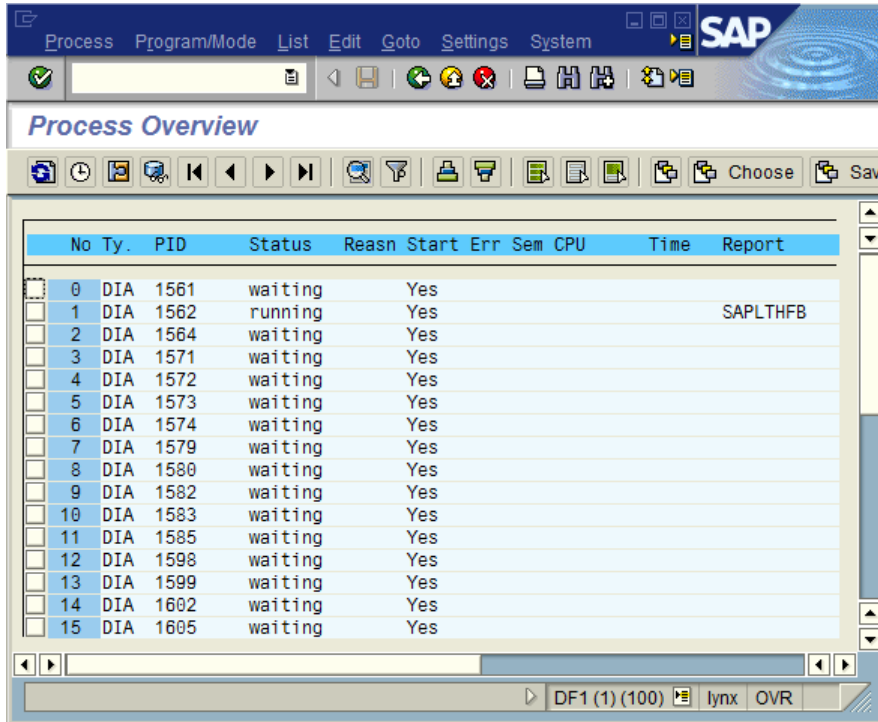 Process Program/Mode List Edit Goto Settings System
SAP
Process Overview
Choose Sav
No Ty. PID Status Reasn Start Err Sem CPU Time Report
0 DIA 1561 waiting Yes
1 DIA 1562 running Yes SAPLTHFB
2 DIA 1564 waiting Yes
3 DIA 1571 waiting Yes
4 DIA 1572 waiting Yes
5 DIA 1573 waiting Yes
6 DIA 1574 waiting Yes
7 DIA 1579 waiting Yes
8 DIA 1580 waiting Yes
9 DIA 1582 waiting Yes
10 DIA 1583 waiting Yes
11 DIA 1585 waiting Yes
12 DIA 1598 waiting Yes
13 DIA 1599 waiting Yes
14 DIA 1602 waiting Yes
15 DIA 1605 waiting Yes
DF1 (1) (100) lynx OVR